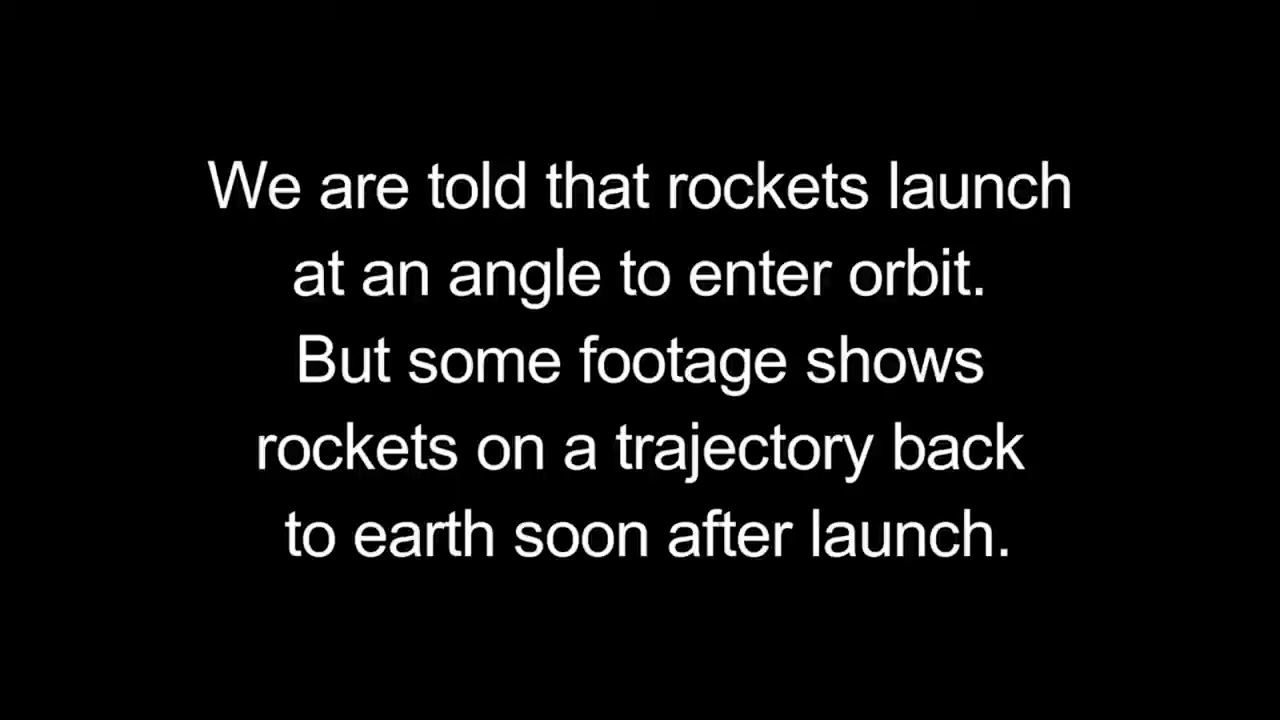 We are told that rockets launch
at an angle to enter orbit.
But some footage shows
rockets on a trajectory back
to earth soon after launch.